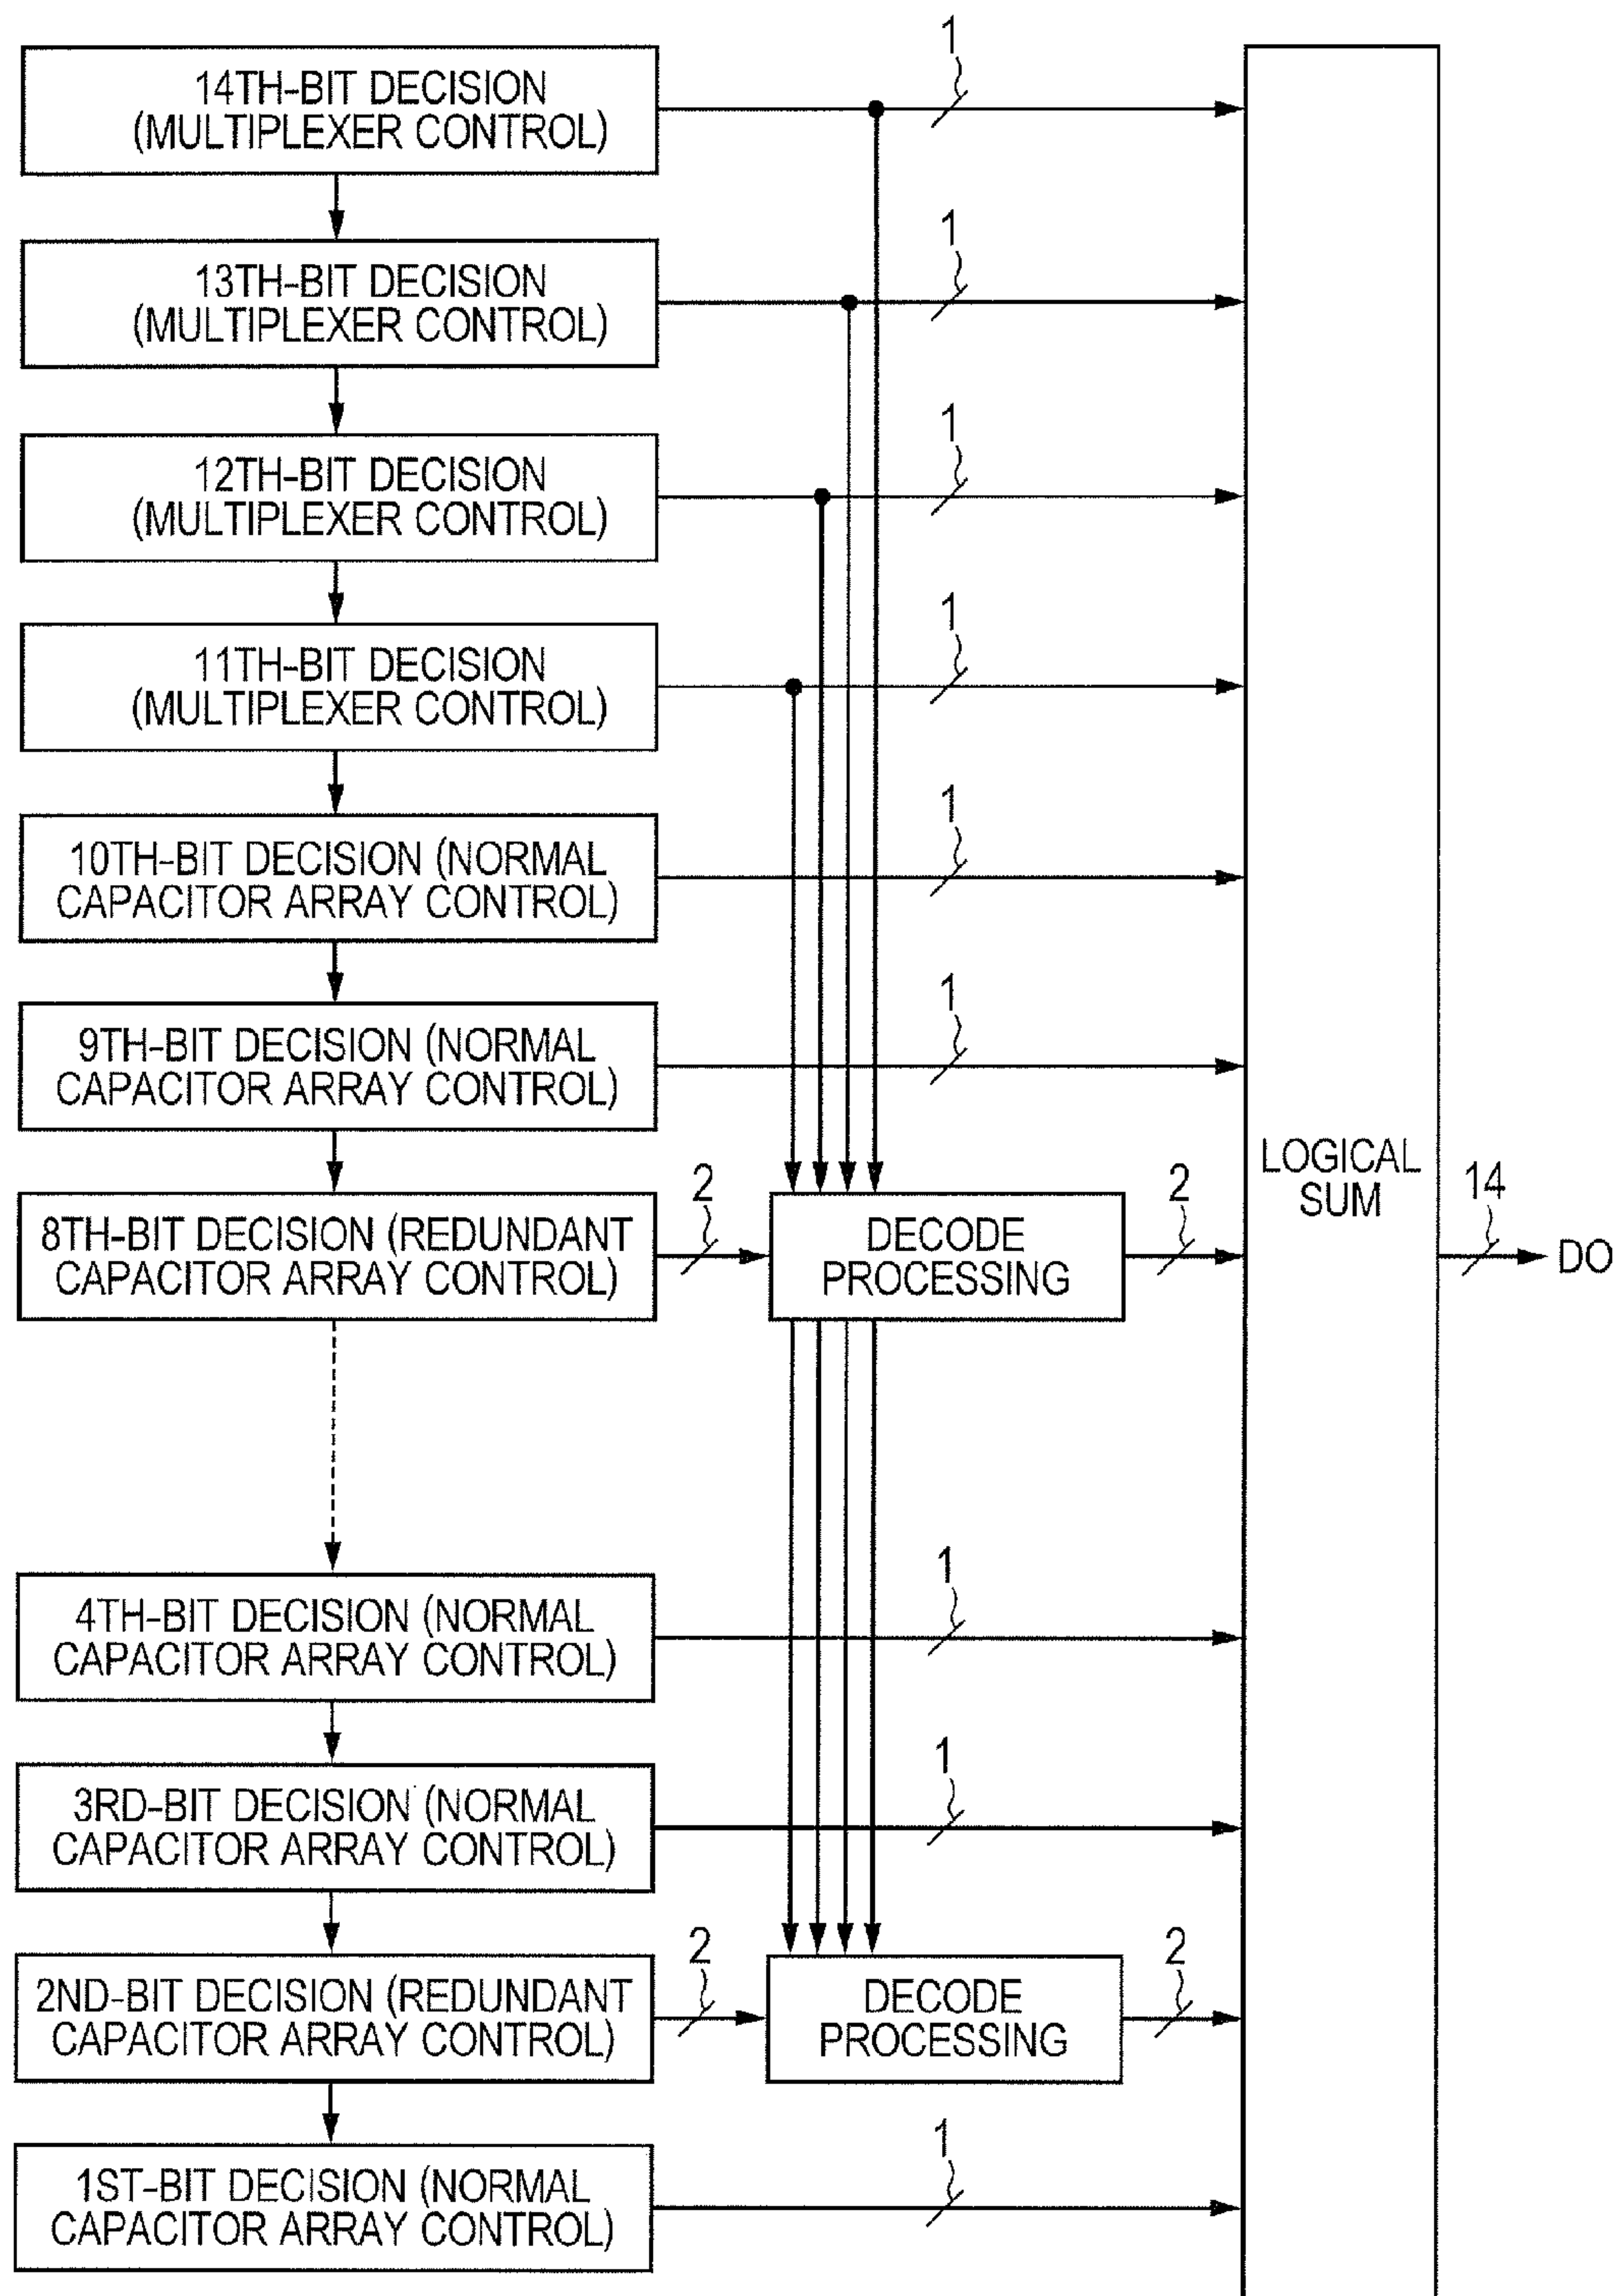 1
14TH-BIT DECISION
(MULTIPLEXER CONTROL)
1
13TH-BIT DECISION
(MULTIPLEXER CONTROL)
1
12TH-BIT DECISION
(MULTIPLEXER CONTROL)
1
11TH-BIT DECISION
(MULTIPLEXER CONTROL)
1
10TH-BIT DECISION (NORMAL
CAPACITOR ARRAY CONTROL)
1
9TH-BIT DECISION (NORMAL
CAPACITOR ARRAY CONTROL)
2
8TH-BIT DECISION (REDUNDANT
CAPACITOR ARRAY CONTROL)
DECODE
PROCESSING
2
LOGICAL
SUM
14
DO
1
4TH-BIT DECISION (NORMAL
CAPACITOR ARRAY CONTROL)
1
3RD-BIT DECISION (NORMAL
CAPACITOR ARRAY CONTROL)
2
2ND-BIT DECISION (REDUNDANT
CAPACITOR ARRAY CONTROL)
DECODE
PROCESSING
2
1
1ST-BIT DECISION (NORMAL
CAPACITOR ARRAY CONTROL)